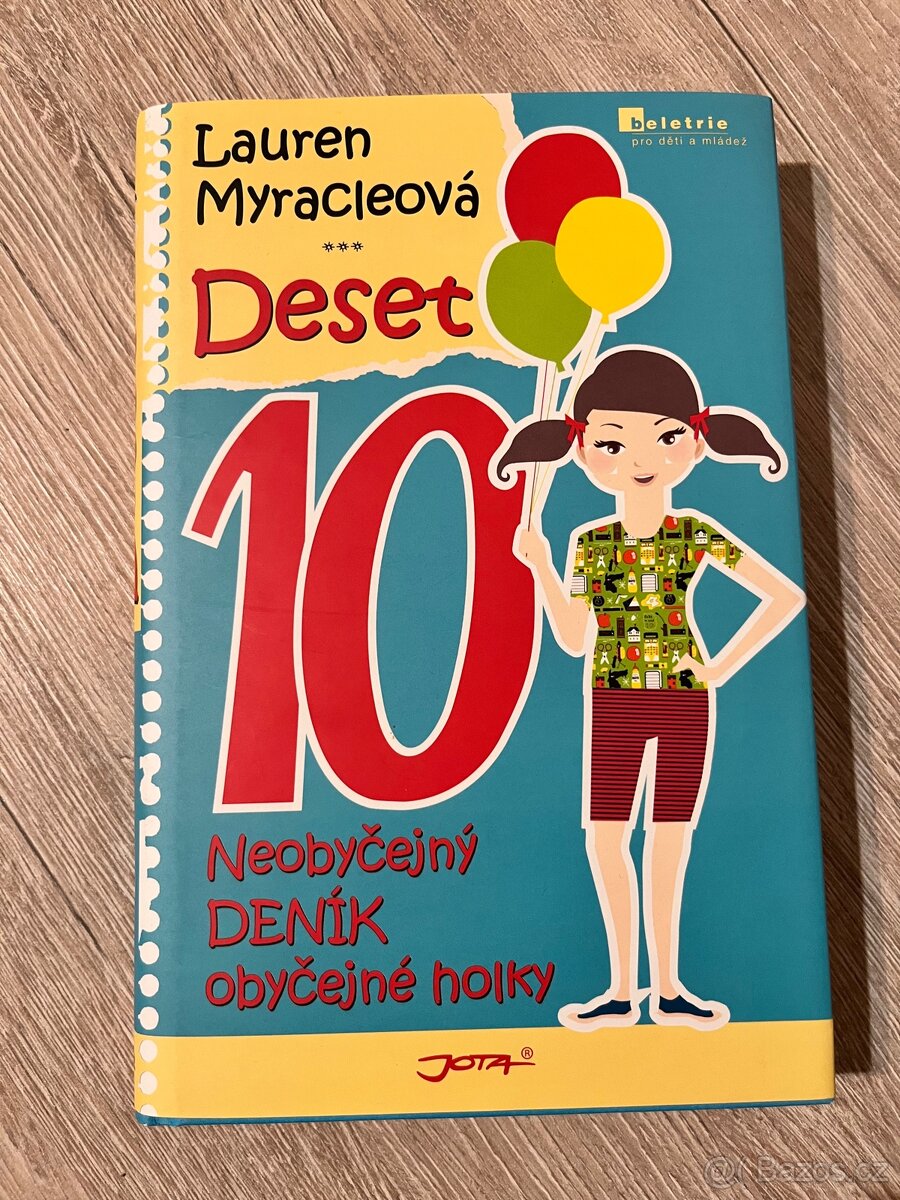 Lauren
Myracleová
***
Deset
beletrie
pro děti a mládež
10
Neobyčejný
DENÍK
obyčejné holky
JOTA®
@( Bazos.cz